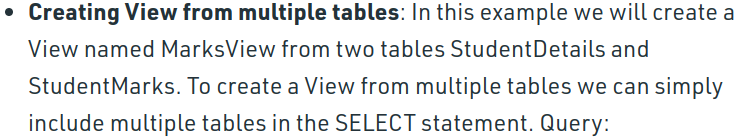 • Creating View from multiple tables: In this example we will create a
View named MarksView from two tables StudentDetails and
StudentMarks. To create a View from multiple tables we can simply
include multiple tables in the SELECT statement. Query: